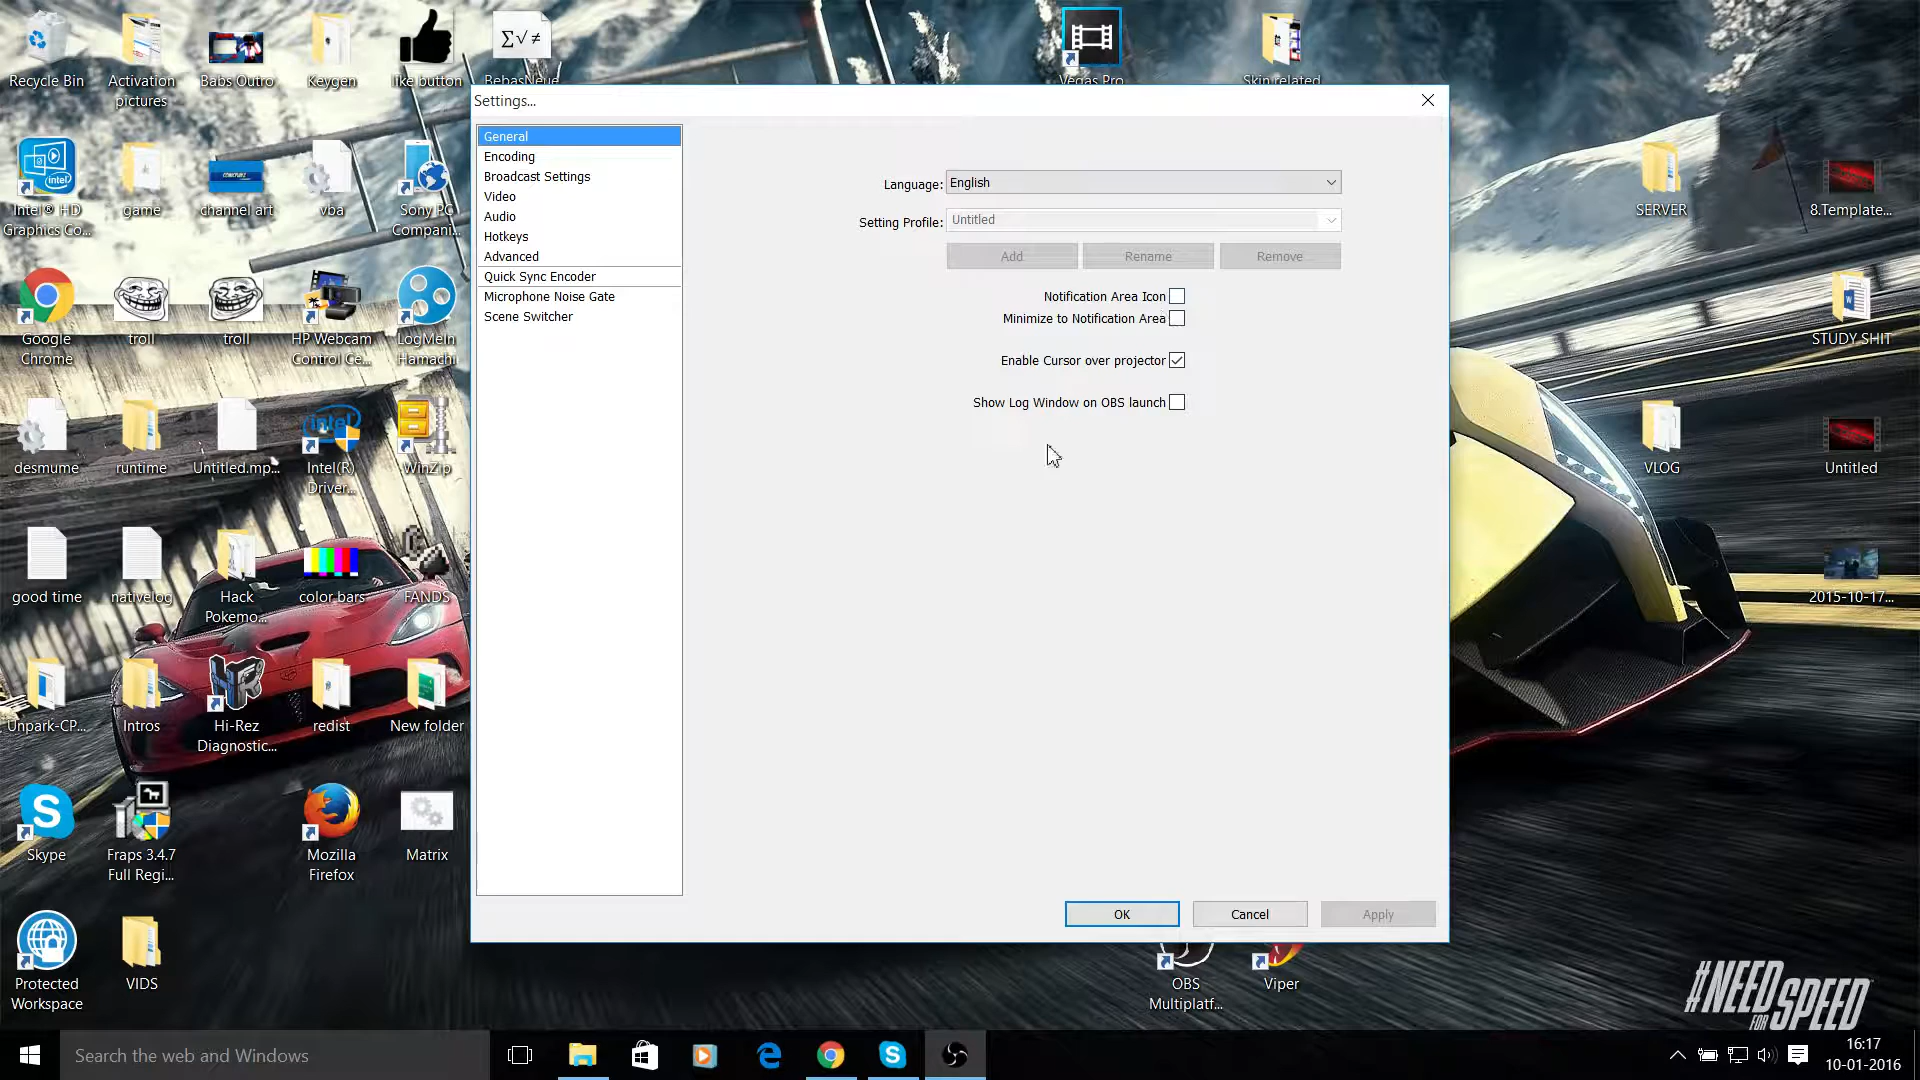 Recycle Bin
Activation
pictures
Babs Outro
Keygen
like button
BebasNeue
Vegas Pro
Skin related
Settings...
General
Encoding
Broadcast Settings
Video
Audio
Hotkeys
Advanced
Quick Sync Encoder
Microphone Noise Gate
Scene Switcher
Language:
English
Setting Profile:
Untitled
Add
Rename
Remove
Notification Area Icon
Minimize to Notification Area
Enable Cursor over projector
Show Log Window on OBS launch
OK
Cancel
Apply
intel
Intel® HD
Graphics Co...
game
channel art
vba
Sony PC
Compani...
SERVER
8.Template...
Google
Chrome
troll
troll
HP Webcam
Control Ce...
LogMeIn
Hamachi
STUDY SHIT
desmume
runtime
Untitled.mp...
Intel(R)
Driver...
WinZip
VLOG
Untitled
good time
nativelog
Hack
Pokemo...
color bars
FANDS
2015-10-17...
Unpark-CP...
Intros
Hi-Rez
Diagnostic...
redist
New folder
Skype
Fraps 3.4.7
Full Regi...
Mozilla
Firefox
Matrix
Protected
Workspace
VIDS
OBS
Multiplatf...
Viper
#NEED
FOR
SPEED
Search the web and Windows
16:17
10-01-2016